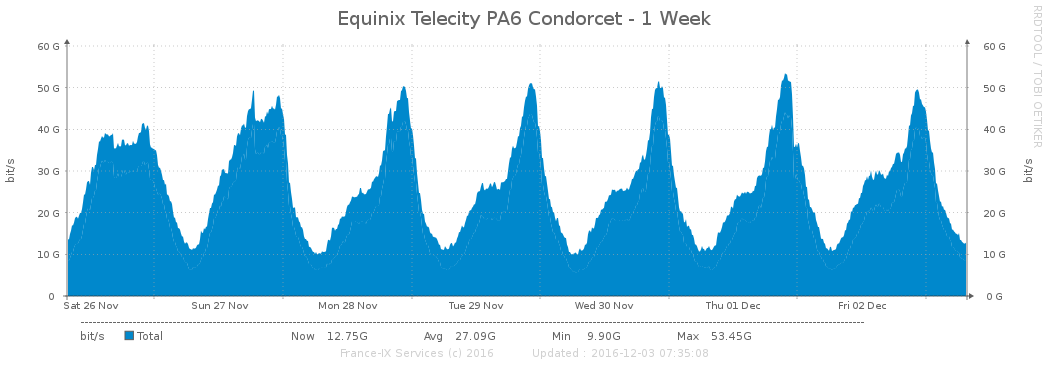 Equinix Telecity PA6 Condorcet - 1 Week
RRDTOOL / TOBI OETIKER
bit/s
60 G 60 G
50 G 50 G
40 G 40 G
30 G 30 G
20 G 20 G
10 G 10 G
0 0 G
bit/s
Sat 26 Nov Sun 27 Nov Mon 28 Nov Tue 29 Nov Wed 30 Nov Thu 01 Dec Fri 02 Dec
bit/s Total Now 12.75G Avg 27.09G Min 9.90G Max 53.45G
France-IX Services (c) 2016 Updated : 2016-12-03 07:35:08